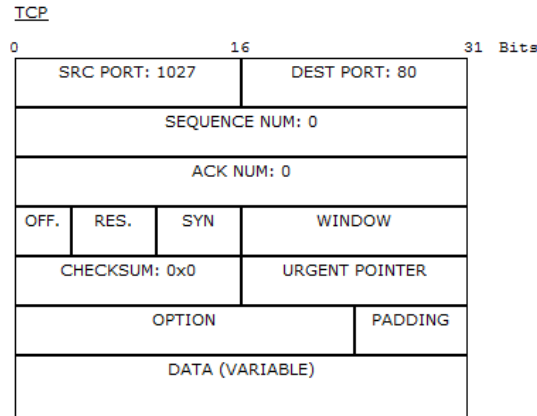 TCP
0 16 31 Bits
SRC PORT: 1027 DEST PORT: 80
SEQUENCE NUM: 0
ACK NUM: 0
OFF. RES. SYN WINDOW
CHECKSUM: 0x0 URGENT POINTER
OPTION PADDING
DATA (VARIABLE)